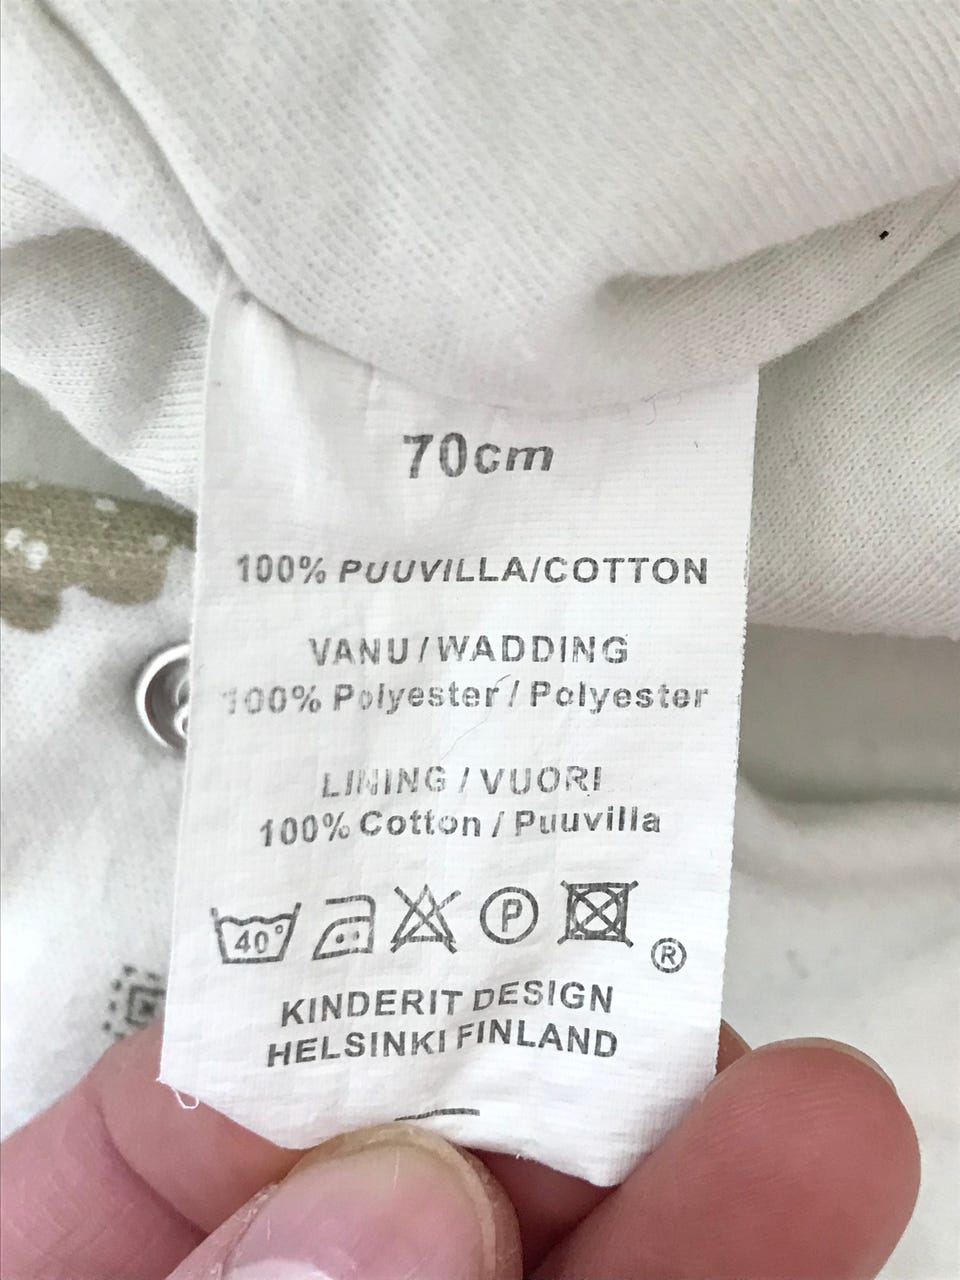 70cm
100% PUUVILLA/COTTON
VANU/WADDING
100% Polyester / Polyester
LINING / VUORI
100% Cotton / Puuvilla
40° P ®
KINDERIT DESIGN
HELSINKI FINLAND